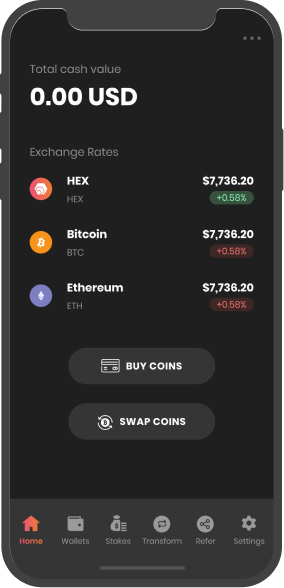 Total cash value
0.00 USD
Exchange Rates
HEX $7,736.20
HEX +0.58%
Bitcoin $7,736.20
BTC +0.58%
Ethereum $7,736.20
ETH +0.58%
BUY COINS
SWAP COINS
Home Wallets Stakes Transform Refer Settings